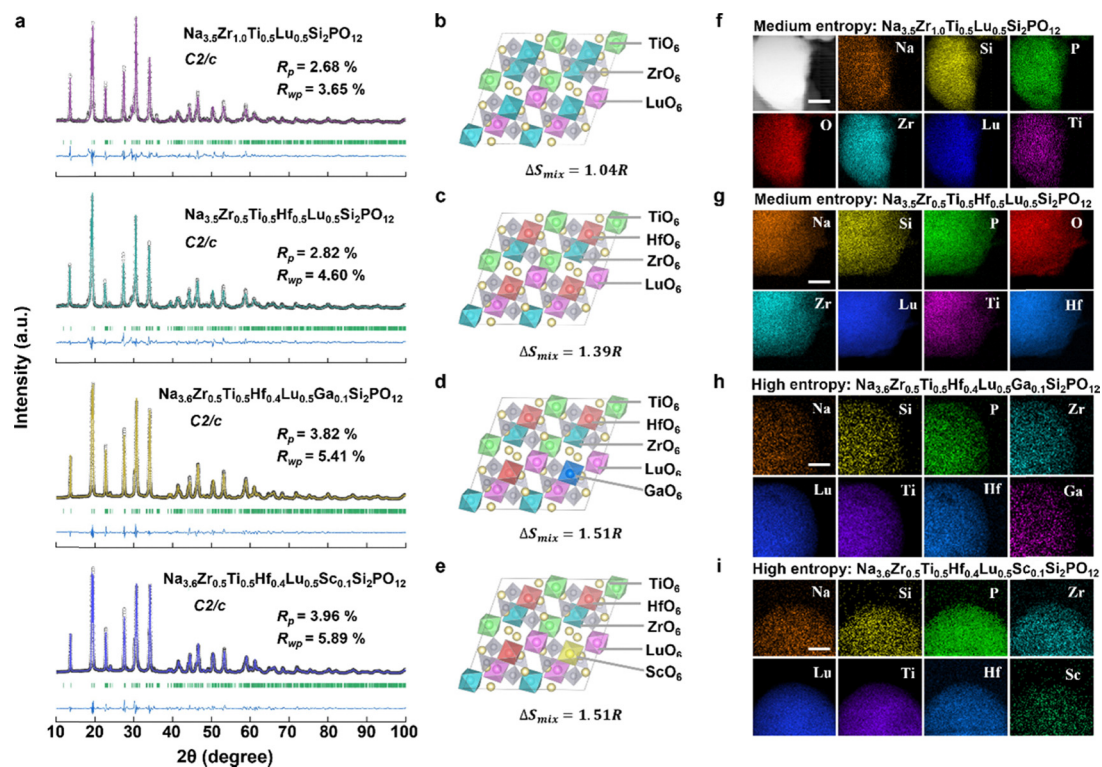 a
Na3.5Zr1.0Ti0.5Lu0.5Si2PO12
C2/c
Rp = 2.68 %
Rwp = 3.65 %
Na3.5Zr0.5Ti0.5Hf0.5Lu0.5Si2PO12
C2/c
Rp = 2.82 %
Rwp = 4.60 %
Na3.6Zr0.5Ti0.5Hf0.4Lu0.5Ga0.1Si2PO12
C2/c
Rp = 3.82 %
Rwp = 5.41 %
Na3.6Zr0.5Ti0.5Hf0.4Lu0.5Sc0.1Si2PO12
C2/c
Rp = 3.96 %
Rwp = 5.89 %
Intensity (a.u.)
10 20 30 40 50 60 70 80 90 100
2θ (degree)
b
TiO6
ZrO6
LuO6
ΔSmix = 1.04R
c
TiO6
HfO6
ZrO6
LuO6
ΔSmix = 1.39R
d
TiO6
HfO6
ZrO6
LuO6
GaO6
ΔSmix = 1.51R
e
TiO6
HfO6
ZrO6
LuO6
ScO6
ΔSmix = 1.51R
f
Medium entropy: Na3.5Zr1.0Ti0.5Lu0.5Si2PO12
Na Si P
O Zr Lu Ti
g
Medium entropy: Na3.5Zr0.5Ti0.5Hf0.5Lu0.5Si2PO12
Na Si P O
Zr Lu Ti Hf
h
High entropy: Na3.6Zr0.5Ti0.5Hf0.4Lu0.5Ga0.1Si2PO12
Na Si P Zr
Lu Ti Hf Ga
i
High entropy: Na3.6Zr0.5Ti0.5Hf0.4Lu0.5Sc0.1Si2PO12
Na Si P Zr
Lu Ti Hf Sc